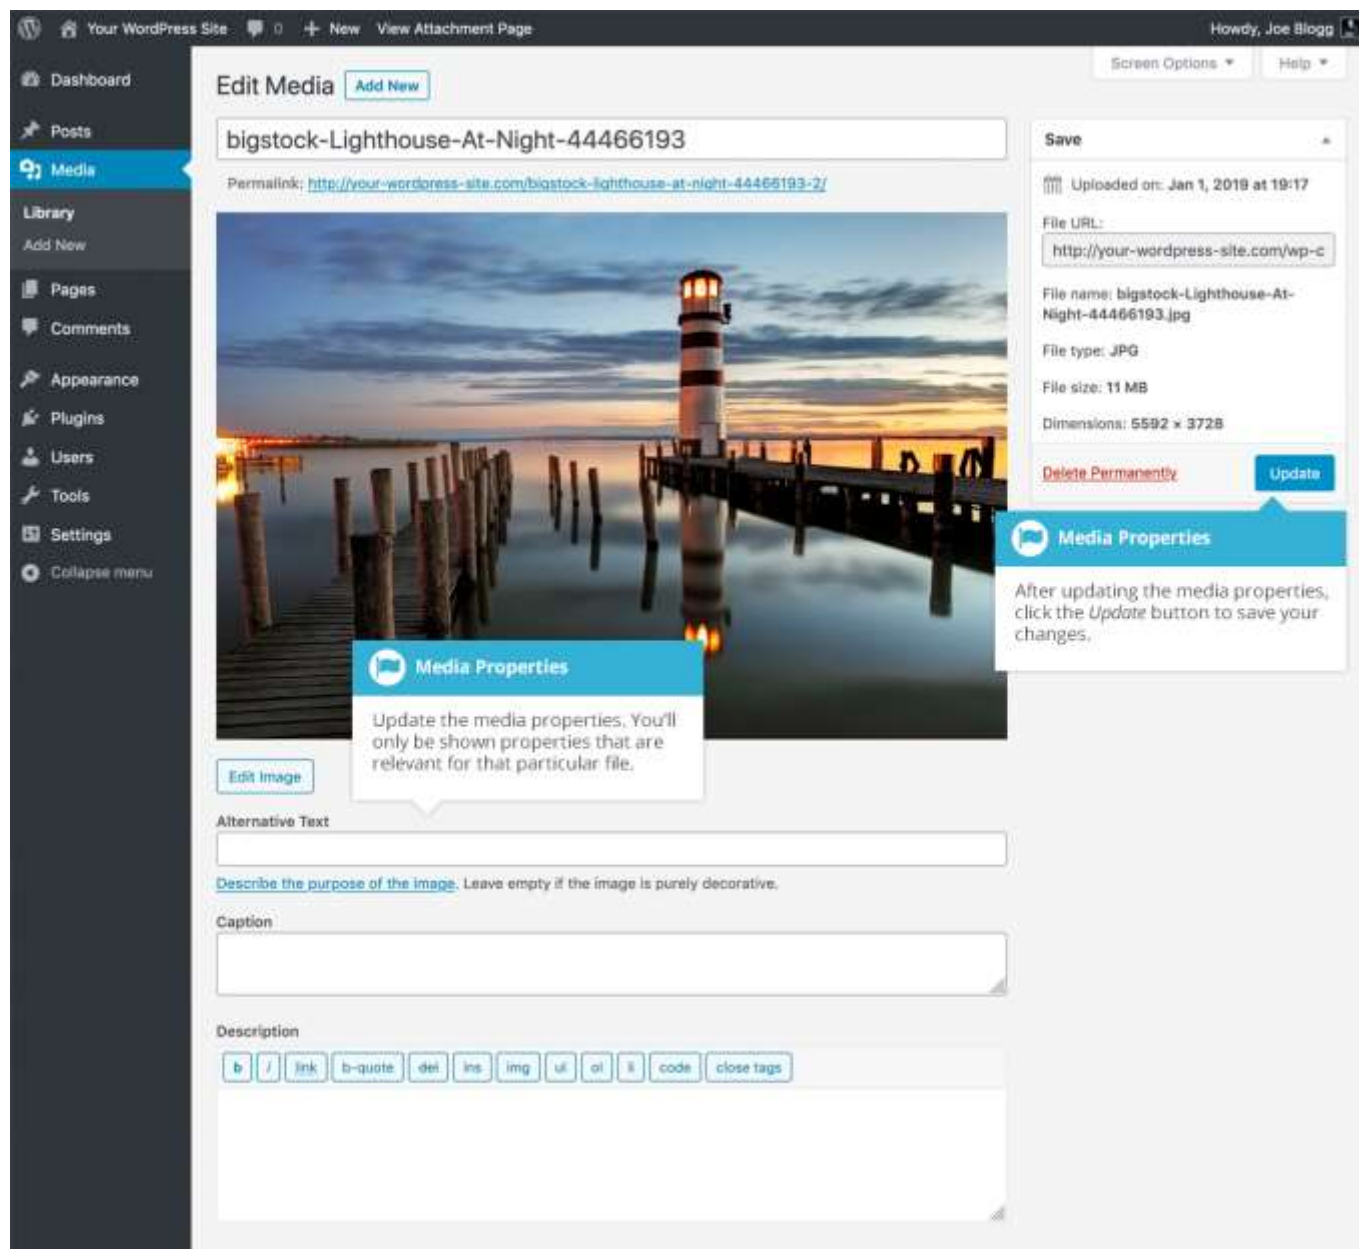 Your WordPress Site 0 New View Attachment Page Howdy, Joe Blogg
Screen Options Help
Dashboard
Posts
Media
Library
Add New
Pages
Comments
Appearance
Plugins
Users
Tools
Settings
Collapse menu
Edit Media Add New
bigstock-Lighthouse-At-Night-44466193
Permalink: http://your-wordpress-site.com/bigstock-lighthouse-at-night-44466193-2/
Save
Uploaded on: Jan 1, 2019 at 19:17
File URL:
http://your-wordpress-site.com/wp-c
File name: bigstock-Lighthouse-At-
Night-44466193.jpg
File type: JPG
File size: 11 MB
Dimensions: 5592 × 3728
Delete Permanently Update
Media Properties
After updating the media properties,
click the Update button to save your
changes.
Media Properties
Update the media properties. You'll
only be shown properties that are
relevant for that particular file.
Edit Image
Alternative Text
Describe the purpose of the image. Leave empty if the image is purely decorative.
Caption
Description
b i link b-quote del ins img ul ol li code close tags